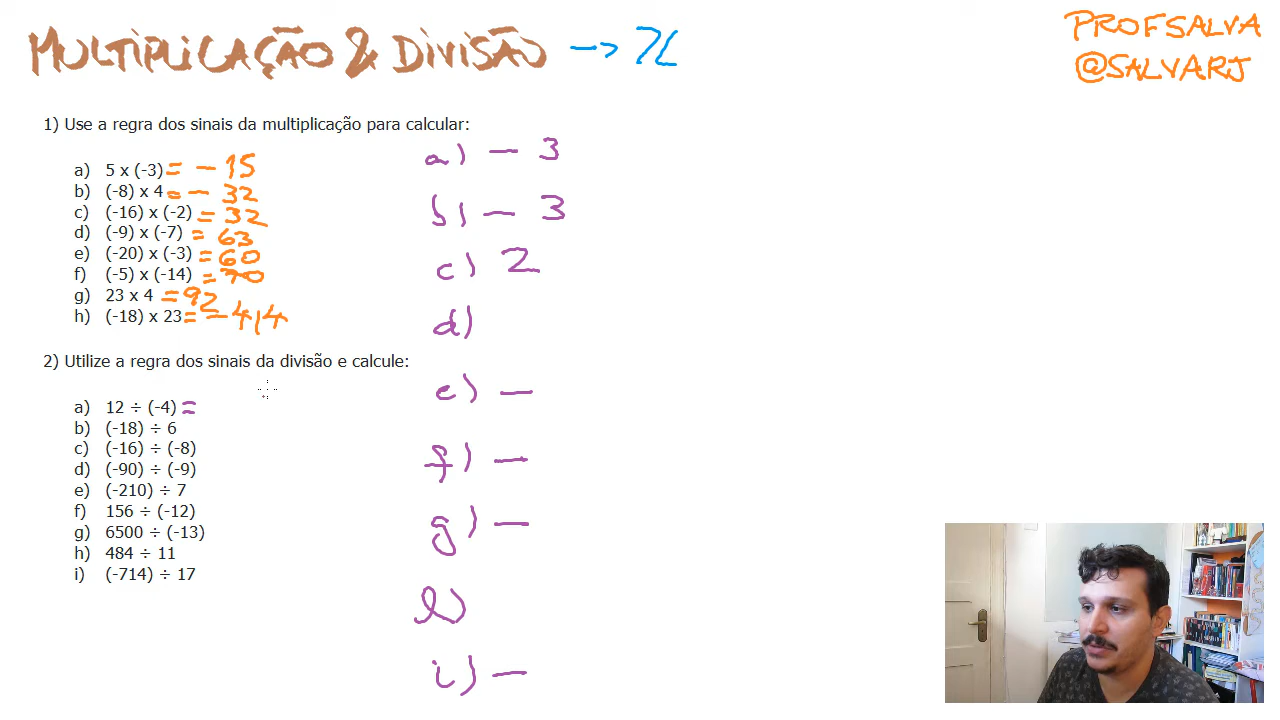 MULTIPLICAÇÃO & DIVISÃO → ℤ
PROFSALVA
@SALVARJ
1) Use a regra dos sinais da multiplicação para calcular:
a) 5 x (-3) = -15
b) (-8) x 4 = -32
c) (-16) x (-2) = 32
d) (-9) x (-7) = 63
e) (-20) x (-3) = 60
f) (-5) x (-14) = 70
g) 23 x 4 = 92
h) (-18) x 23 = -414
2) Utilize a regra dos sinais da divisão e calcule:
a) 12 ÷ (-4) =
b) (-18) ÷ 6
c) (-16) ÷ (-8)
d) (-90) ÷ (-9)
e) (-210) ÷ 7
f) 156 ÷ (-12)
g) 6500 ÷ (-13)
h) 484 ÷ 11
i) (-714) ÷ 17
a) - 3
b) - 3
c) 2
d)
e) -
f) -
g) -
h)
i) -